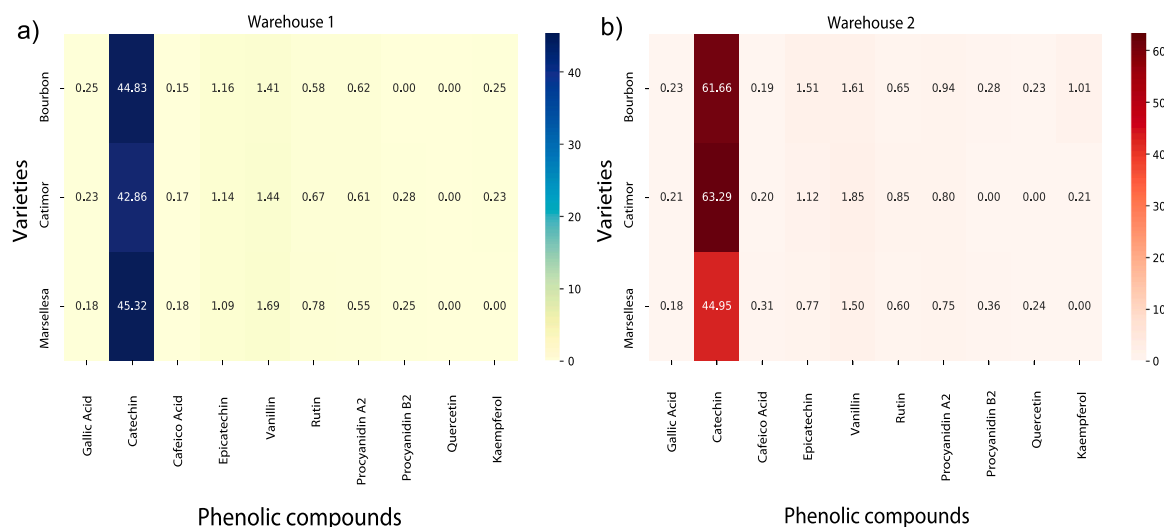 a)
Warehouse 1
Varieties
Bourbon
0.25 44.83 0.15 1.16 1.41 0.58 0.62 0.00 0.00 0.25
Catimor
0.23 42.86 0.17 1.14 1.44 0.67 0.61 0.28 0.00 0.23
Marsellesa
0.18 45.32 0.18 1.09 1.69 0.78 0.55 0.25 0.00 0.00
Gallic Acid
Catechin
Cafeico Acid
Epicatechin
Vanillin
Rutin
Procyanidin A2
Procyanidin B2
Quercetin
Kaempferol
Phenolic compounds
40
30
20
10
0
b)
Warehouse 2
Varieties
Bourbon
0.23 61.66 0.19 1.51 1.61 0.65 0.94 0.28 0.23 1.01
Catimor
0.21 63.29 0.20 1.12 1.85 0.85 0.80 0.00 0.00 0.21
Marsellesa
0.18 44.95 0.31 0.77 1.50 0.60 0.75 0.36 0.24 0.00
Gallic Acid
Catechin
Cafeico Acid
Epicatechin
Vanillin
Rutin
Procyanidin A2
Procyanidin B2
Quercetin
Kaempferol
Phenolic compounds
60
50
40
30
20
10
0